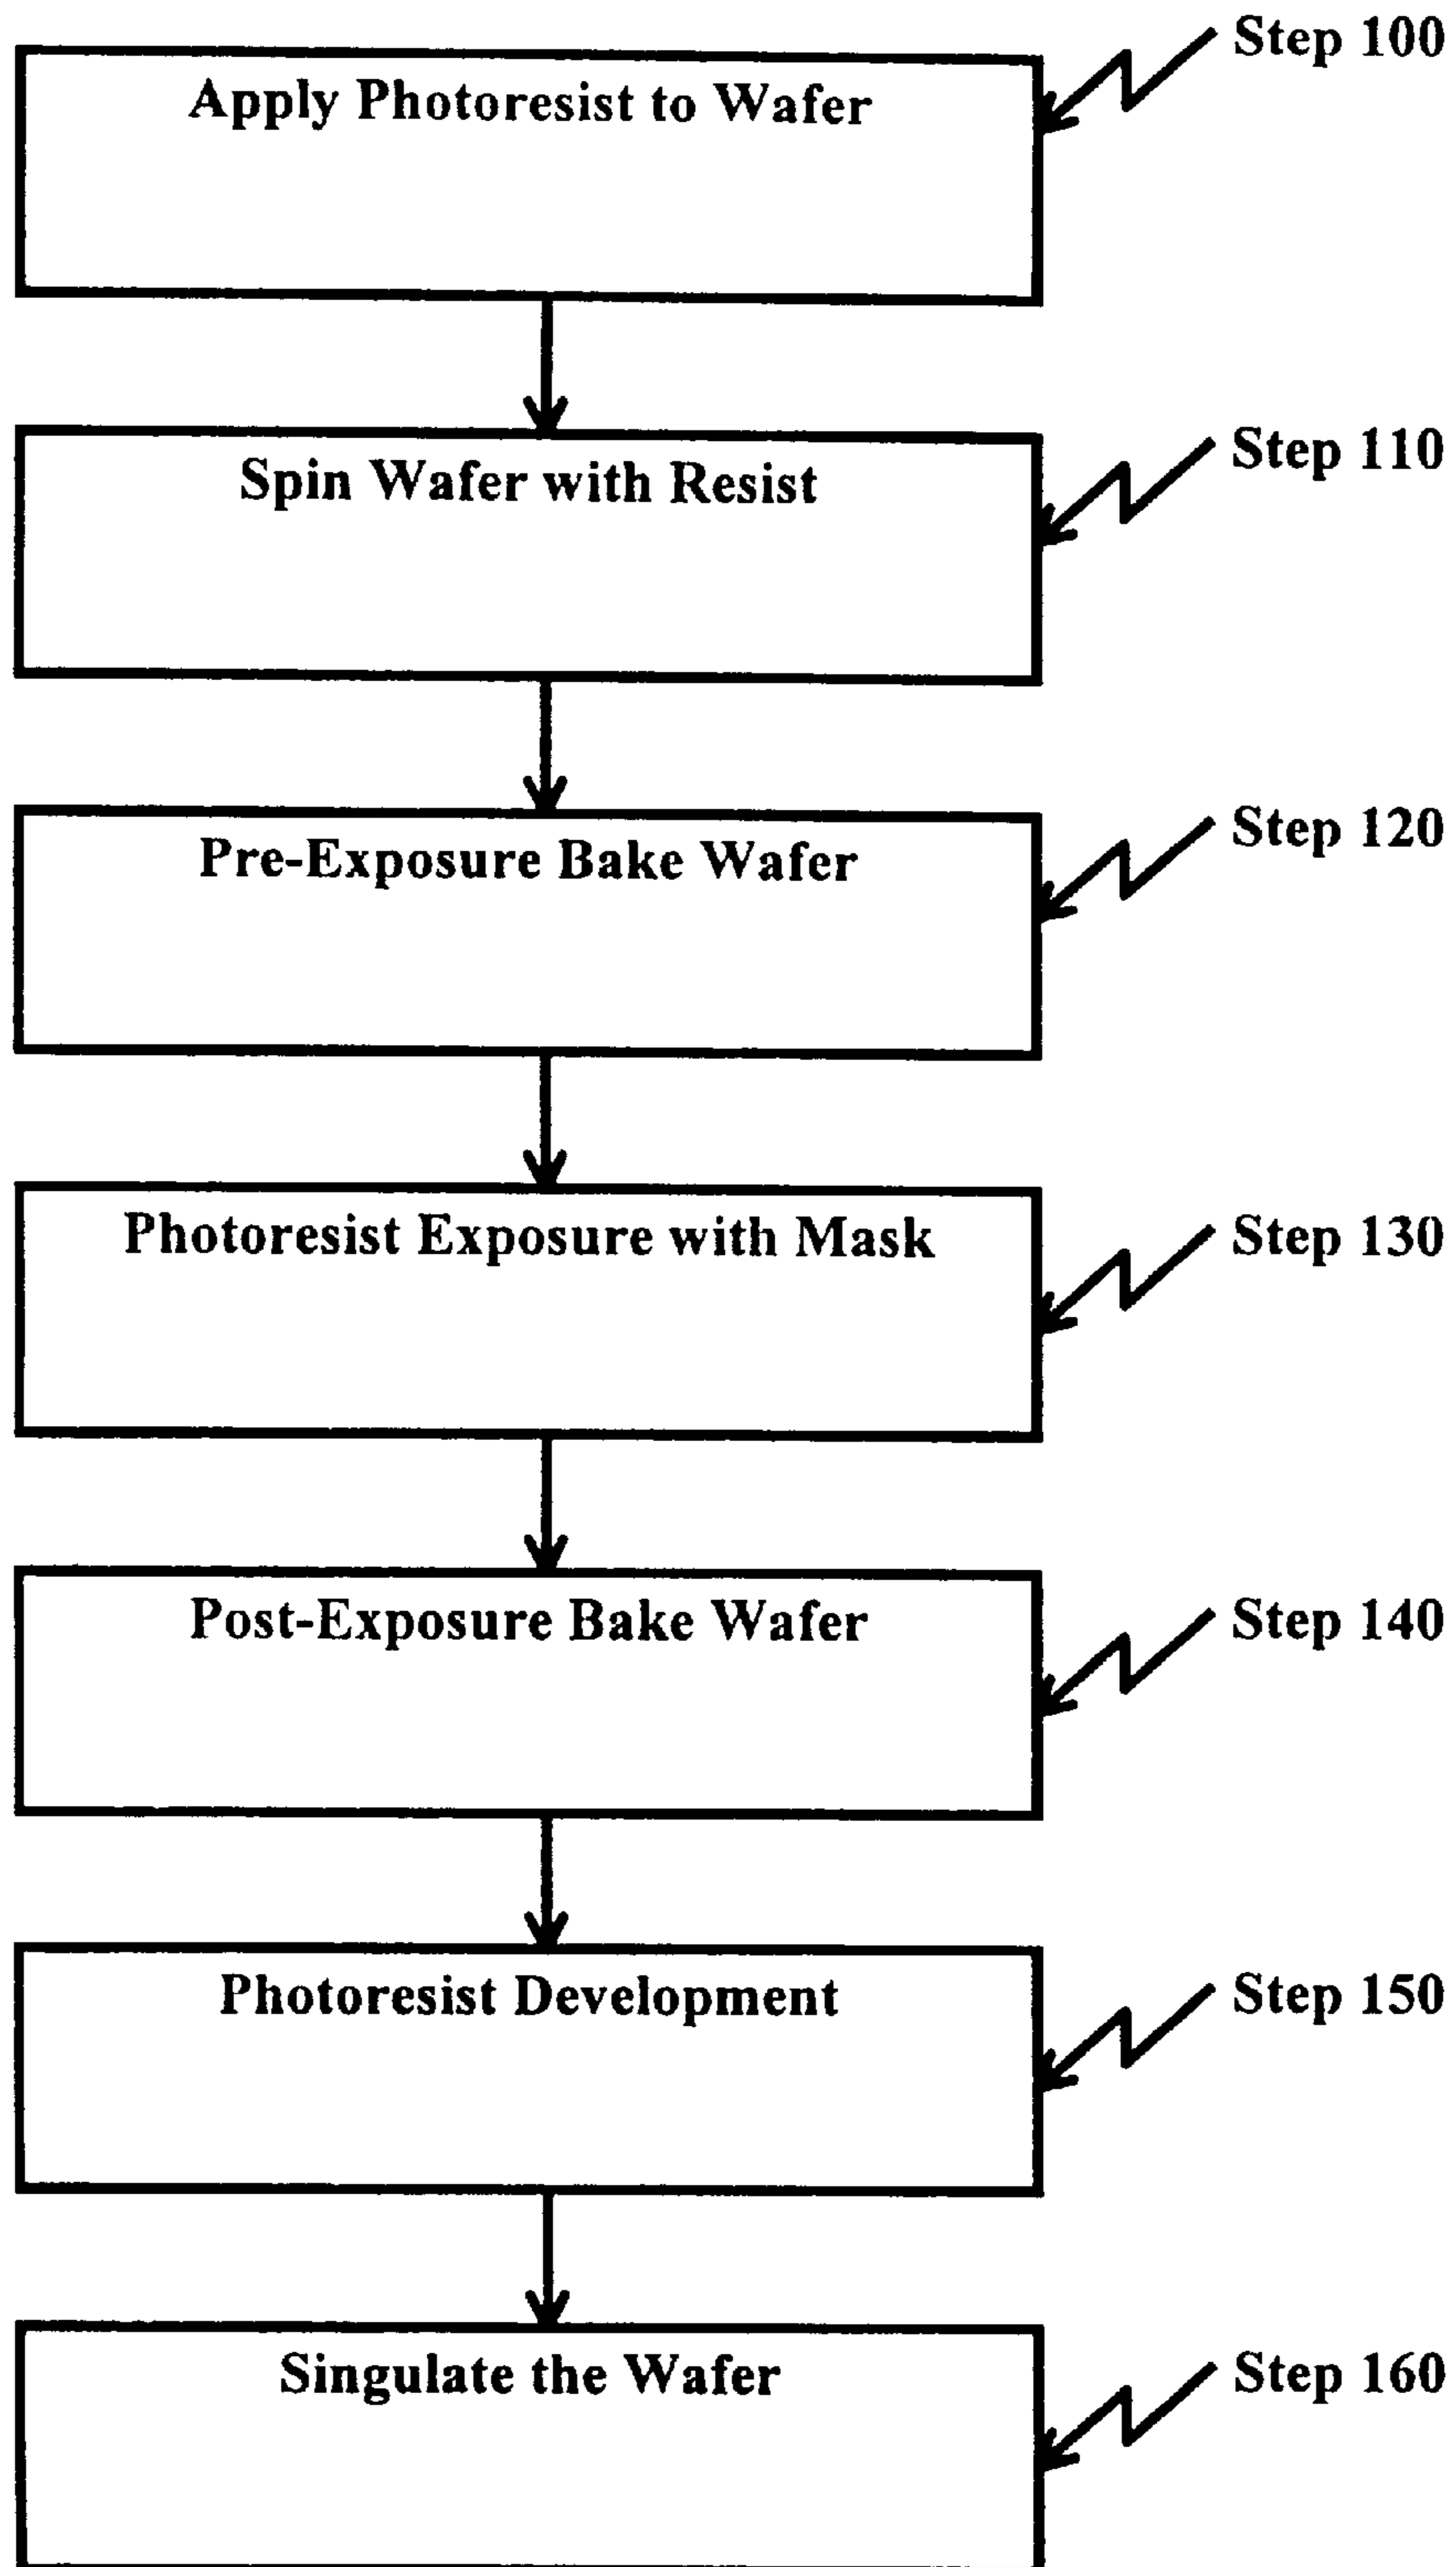 Step 100
Apply Photoresist to Wafer
Step 110
Spin Wafer with Resist
Step 120
Pre-Exposure Bake Wafer
Step 130
Photoresist Exposure with Mask
Step 140
Post-Exposure Bake Wafer
Step 150
Photoresist Development
Step 160
Singulate the Wafer